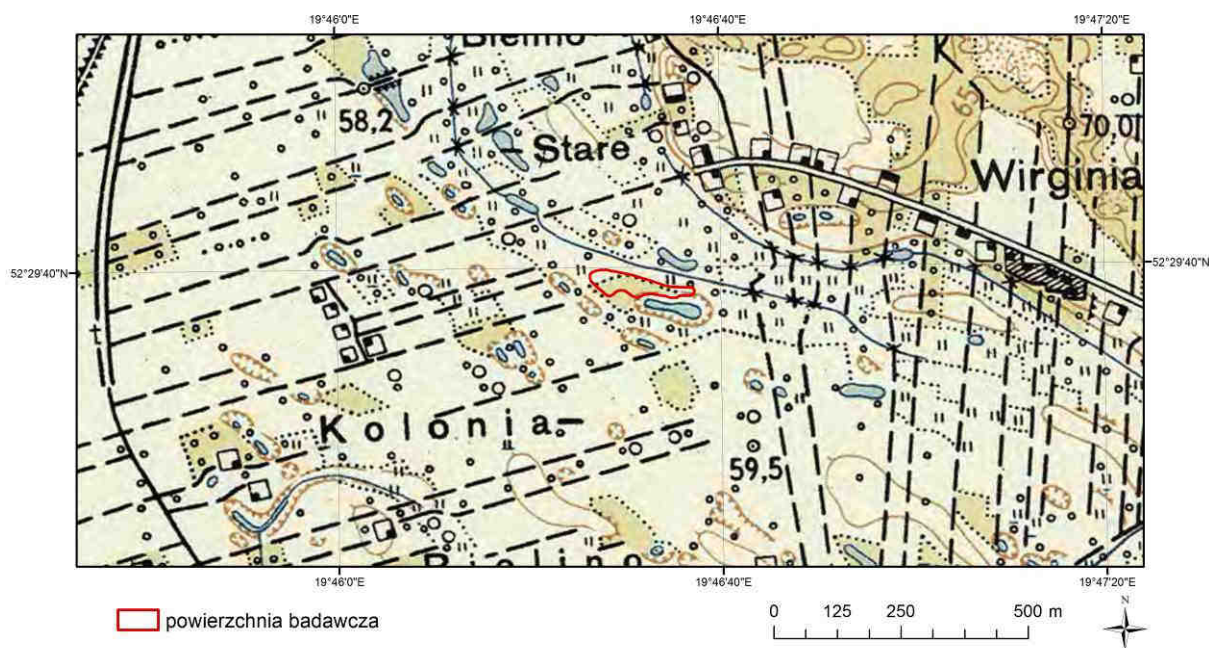 19°46'0"E 19°46'40"E 19°47'20"E
58,2
Stare
65
70,0
Wirginia
52°29'40"N 52°29'40"N
Kolonia-
59,5
19°46'0"E 19°46'40"E 19°47'20"E
powierzchnia badawcza
0 125 250 500 m
N